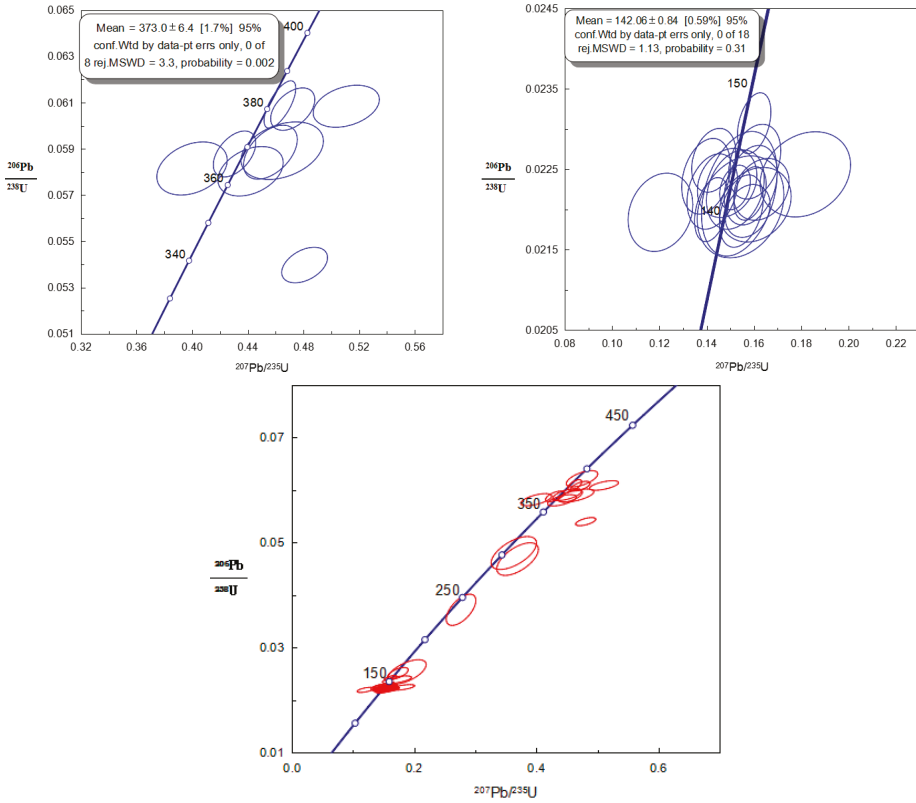 Mean = 373.0±6.4 [1.7%] 95%
conf.Wtd by data-pt errs only, 0 of
8 rej.MSWD = 3.3, probability = 0.002
0.065
0.063
0.061
0.059
0.057
0.055
0.053
0.051
400
380
360
340
206Pb
238U
0.32
0.40
0.44
0.48
0.52
207Pb/235U
Mean = 142.06±0.84 [0.59%] 95%
conf.Wtd by data-pt errs only, 0 of 18
rej.MSWD = 1.13, probability = 0.31
0.0245
0.0235
0.0225
0.0215
0.0205
150
140
206Pb
238U
0.08
0.10
0.12
0.14
0.16
0.18
0.20
0.22
207Pb/235U
0.07
0.05
0.03
0.01
450
350
250
150
Pb
U
0.0
0.2
0.4
0.6
207Pb/235U